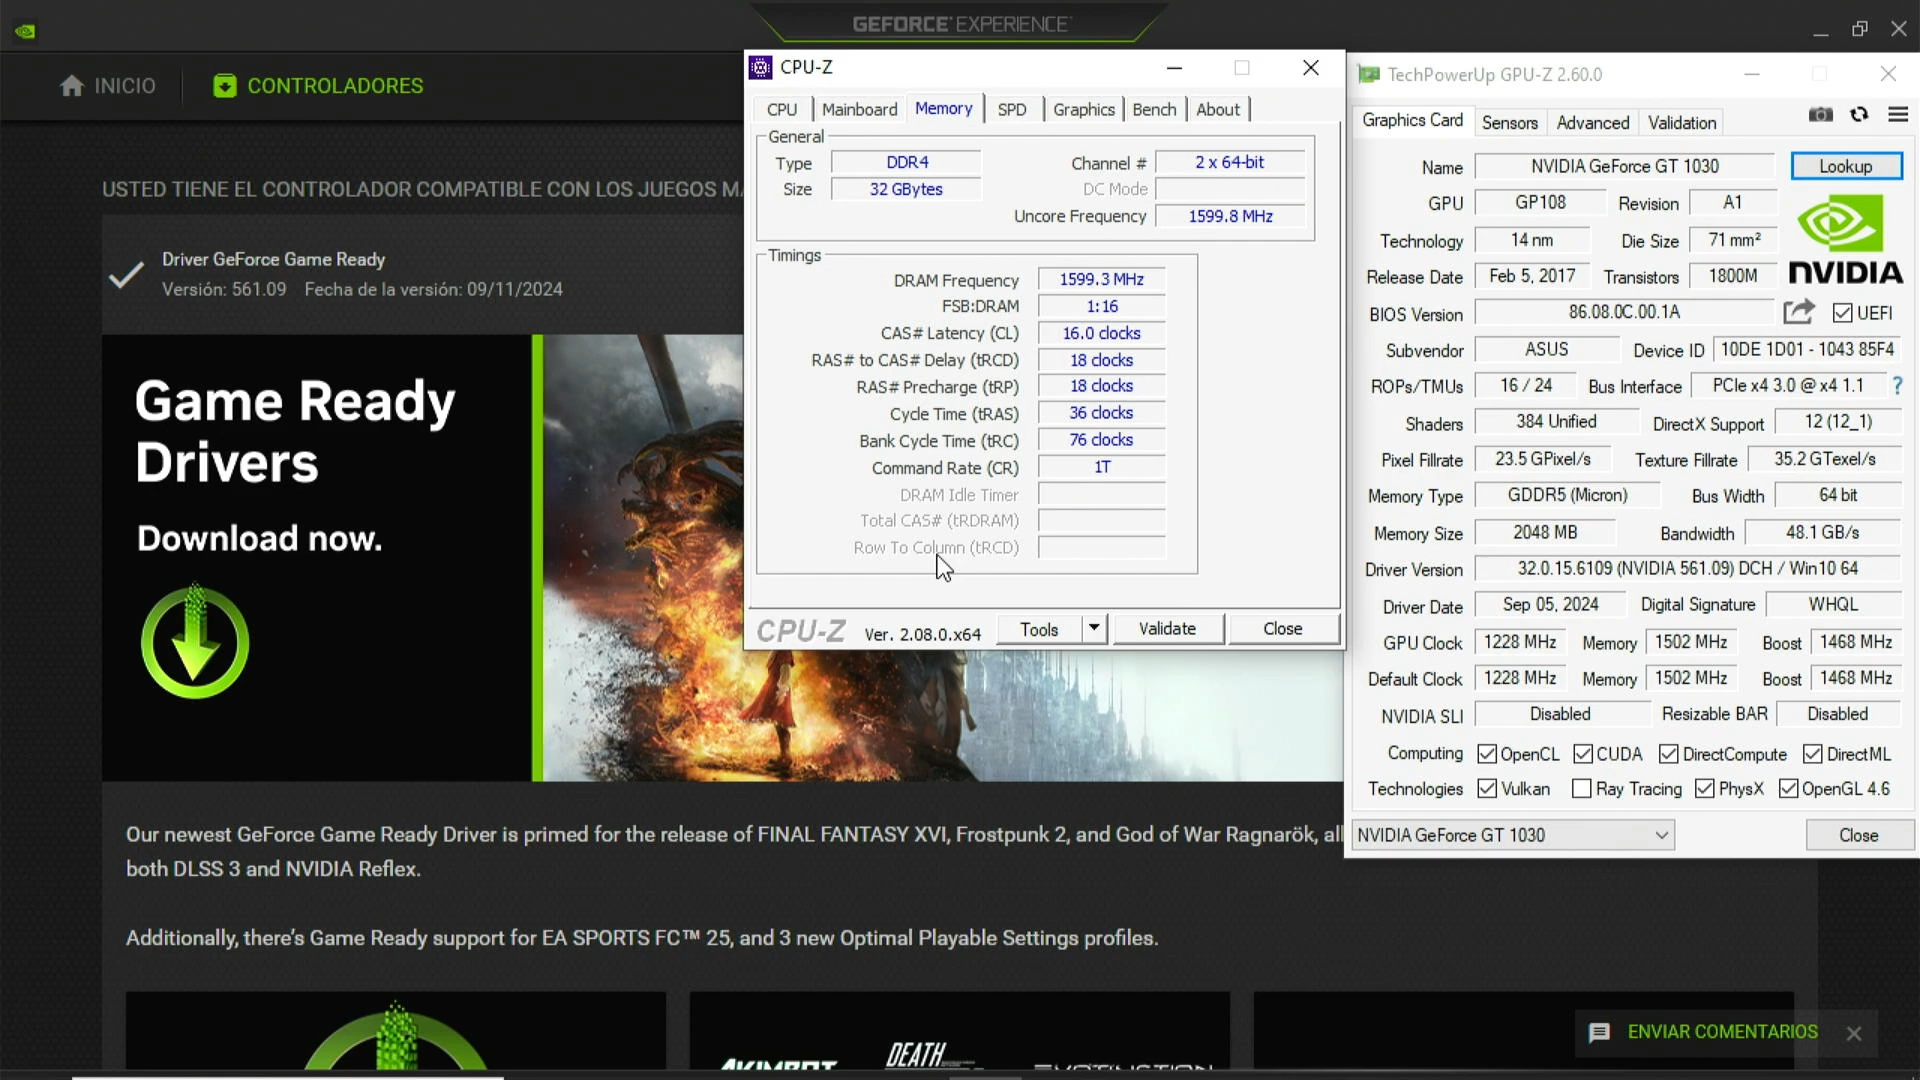 GEFORCE® EXPERIENCE™
INICIO
CONTROLADORES
USTED TIENE EL CONTROLADOR COMPATIBLE CON LOS JUEGOS
Driver GeForce Game Ready
Versión: 561.09 Fecha de la versión: 09/11/2024
Game Ready
Drivers
Download now.
Our newest GeForce Game Ready Driver is primed for the release of FINAL FANTASY XVI, Frostpunk 2, and God of War Ragnarök,
both DLSS 3 and NVIDIA Reflex.
Additionally, there's Game Ready support for EA SPORTS FC™ 25, and 3 new Optimal Playable Settings profiles.
DEATH
ENVIAR COMENTARIOS
CPU-Z
CPU Mainboard Memory SPD Graphics Bench About
General
Type DDR4 Channel # 2 x 64-bit
Size 32 GBytes DC Mode
Uncore Frequency 1599.8 MHz
Timings
DRAM Frequency 1599.3 MHz
FSB:DRAM 1:16
CAS# Latency (CL) 16.0 clocks
RAS# to CAS# Delay (tRCD) 18 clocks
RAS# Precharge (tRP) 18 clocks
Cycle Time (tRAS) 36 clocks
Bank Cycle Time (tRC) 76 clocks
Command Rate (CR) 1T
DRAM Idle Timer
Total CAS# (tRDRAM)
Row To Column (tRCD)
CPU-Z Ver. 2.08.0.x64 Tools Validate Close
TechPowerUp GPU-Z 2.60.0
Graphics Card Sensors Advanced Validation
Name NVIDIA GeForce GT 1030 Lookup
GPU GP108 Revision A1
Technology 14 nm Die Size 71 mm²
NVIDIA
Release Date Feb 5, 2017 Transistors 1800M
BIOS Version 86.08.0C.00.1A UEFI
Subvendor ASUS Device ID 10DE 1D01 - 1043 85F4
ROPs/TMUs 16 / 24 Bus Interface PCIe x4 3.0 @ x4 1.1 ?
Shaders 384 Unified DirectX Support 12 (12_1)
Pixel Fillrate 23.5 GPixel/s Texture Fillrate 35.2 GTexel/s
Memory Type GDDR5 (Micron) Bus Width 64 bit
Memory Size 2048 MB Bandwidth 48.1 GB/s
Driver Version 32.0.15.6109 (NVIDIA 561.09) DCH / Win10 64
Driver Date Sep 05, 2024 Digital Signature WHQL
GPU Clock 1228 MHz Memory 1502 MHz Boost 1468 MHz
Default Clock 1228 MHz Memory 1502 MHz Boost 1468 MHz
NVIDIA SLI Disabled Resizable BAR Disabled
Computing OpenCL CUDA DirectCompute DirectML
Technologies Vulkan Ray Tracing PhysX OpenGL 4.6
NVIDIA GeForce GT 1030 Close